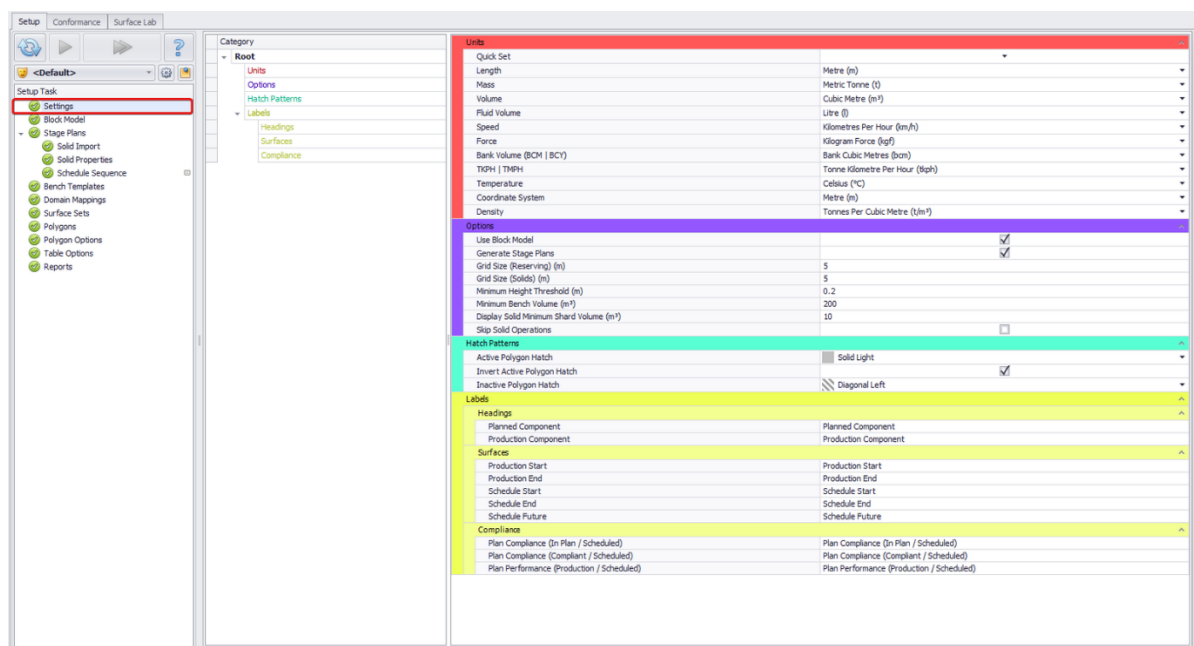 Setup Conformance Surface Lab
<Default>
Setup Task
Settings
Block Model
Stage Plans
Solid Import
Solid Properties
Schedule Sequence
Bench Templates
Domain Mappings
Surface Sets
Polygons
Polygon Options
Table Options
Reports
Category
Root
Units
Options
Hatch Patterns
Labels
Headings
Surfaces
Compliance
Units
Quick Set
Length Metre (m)
Mass Metric Tonne (t)
Volume Cubic Metre (m³)
Fluid Volume Litre (l)
Speed Kilometres Per Hour (km/h)
Force Kilogram Force (kgf)
Bank Volume (BCM | BCY) Bank Cubic Metres (bcm)
TKPH | TMPH Tonne Kilometre Per Hour (tkph)
Temperature Celsius (°C)
Coordinate System Metre (m)
Density Tonnes Per Cubic Metre (t/m³)
Options
Use Block Model
Generate Stage Plans
Grid Size (Reserving) (m) 5
Grid Size (Solids) (m) 5
Minimum Height Threshold (m) 0.2
Minimum Bench Volume (m³) 200
Display Solid Minimum Shard Volume (m³) 10
Skip Solid Operations
Hatch Patterns
Active Polygon Hatch Solid Light
Invert Active Polygon Hatch
Inactive Polygon Hatch Diagonal Left
Labels
Headings
Planned Component Planned Component
Production Component Production Component
Surfaces
Production Start Production Start
Production End Production End
Schedule Start Schedule Start
Schedule End Schedule End
Schedule Future Schedule Future
Compliance
Plan Compliance (In Plan / Scheduled) Plan Compliance (In Plan / Scheduled)
Plan Compliance (Compliant / Scheduled) Plan Compliance (Compliant / Scheduled)
Plan Performance (Production / Scheduled) Plan Performance (Production / Scheduled)